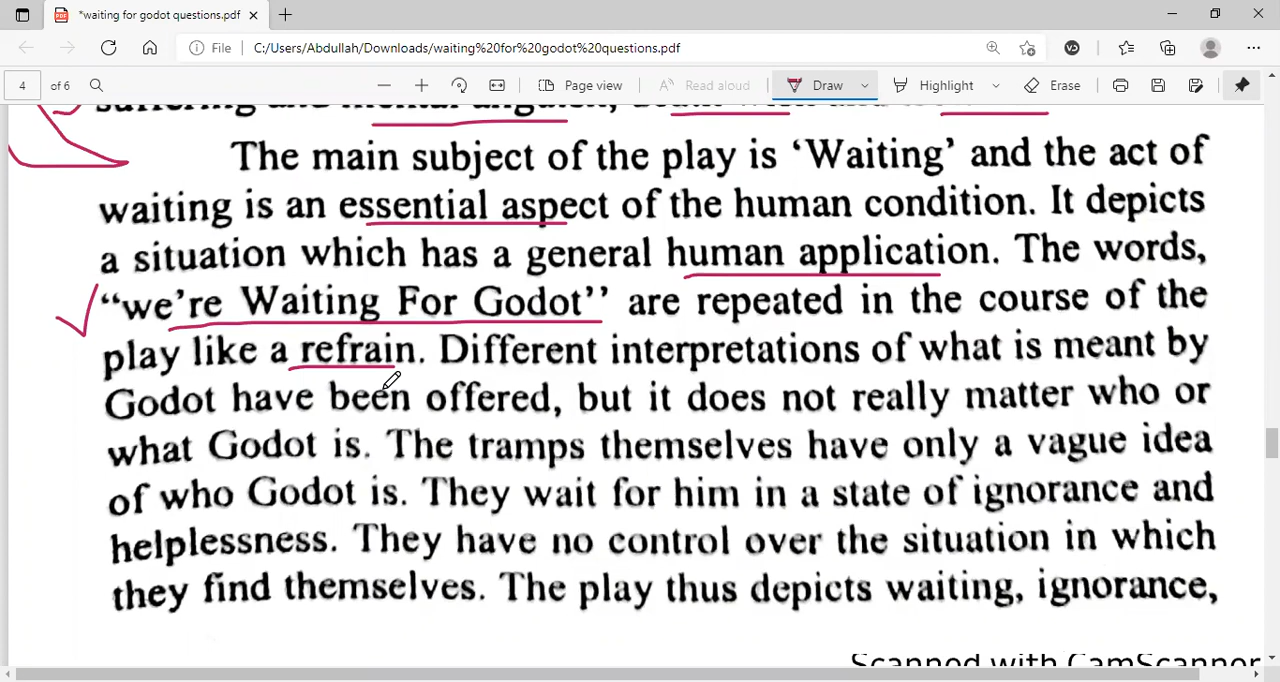 *waiting for godot questions.pdf
File C:/Users/Abdullah/Downloads/waiting%20for%20godot%20questions.pdf
4 of 6 Page view Read aloud Draw Highlight Erase
suffering and mental
The main subject of the play is ‘Waiting’ and the act of
waiting is an essential aspect of the human condition. It depicts
a situation which has a general human application. The words,
“we’re Waiting For Godot” are repeated in the course of the
play like a refrain. Different interpretations of what is meant by
Godot have been offered, but it does not really matter who or
what Godot is. The tramps themselves have only a vague idea
of who Godot is. They wait for him in a state of ignorance and
helplessness. They have no control over the situation in which
they find themselves. The play thus depicts waiting, ignorance,
Scanned with CamScanner